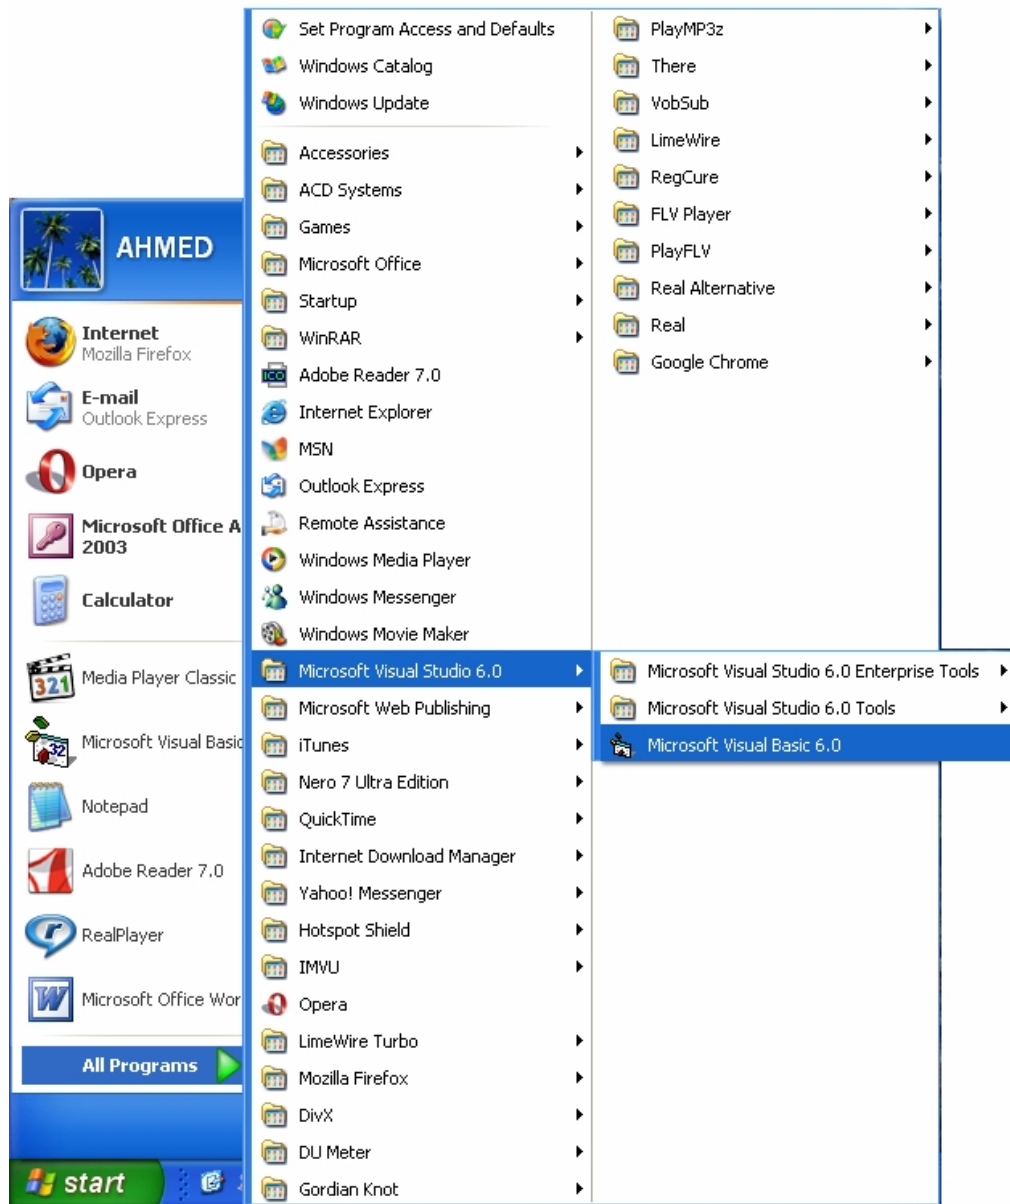 AHMED
Internet
Mozilla Firefox
E-mail
Outlook Express
Opera
Microsoft Office A
2003
Calculator
Media Player Classic
Microsoft Visual Basic
Notepad
Adobe Reader 7.0
RealPlayer
Microsoft Office Wor
All Programs
start
Set Program Access and Defaults
Windows Catalog
Windows Update
Accessories
ACD Systems
Games
Microsoft Office
Startup
WinRAR
Adobe Reader 7.0
Internet Explorer
MSN
Outlook Express
Remote Assistance
Windows Media Player
Windows Messenger
Windows Movie Maker
Microsoft Visual Studio 6.0
Microsoft Web Publishing
iTunes
Nero 7 Ultra Edition
QuickTime
Internet Download Manager
Yahoo! Messenger
Hotspot Shield
IMVU
Opera
LimeWire Turbo
Mozilla Firefox
DivX
DU Meter
Gordian Knot
PlayMP3z
There
VobSub
LimeWire
RegCure
FLV Player
PlayFLV
Real Alternative
Real
Google Chrome
Microsoft Visual Studio 6.0 Enterprise Tools
Microsoft Visual Studio 6.0 Tools
Microsoft Visual Basic 6.0